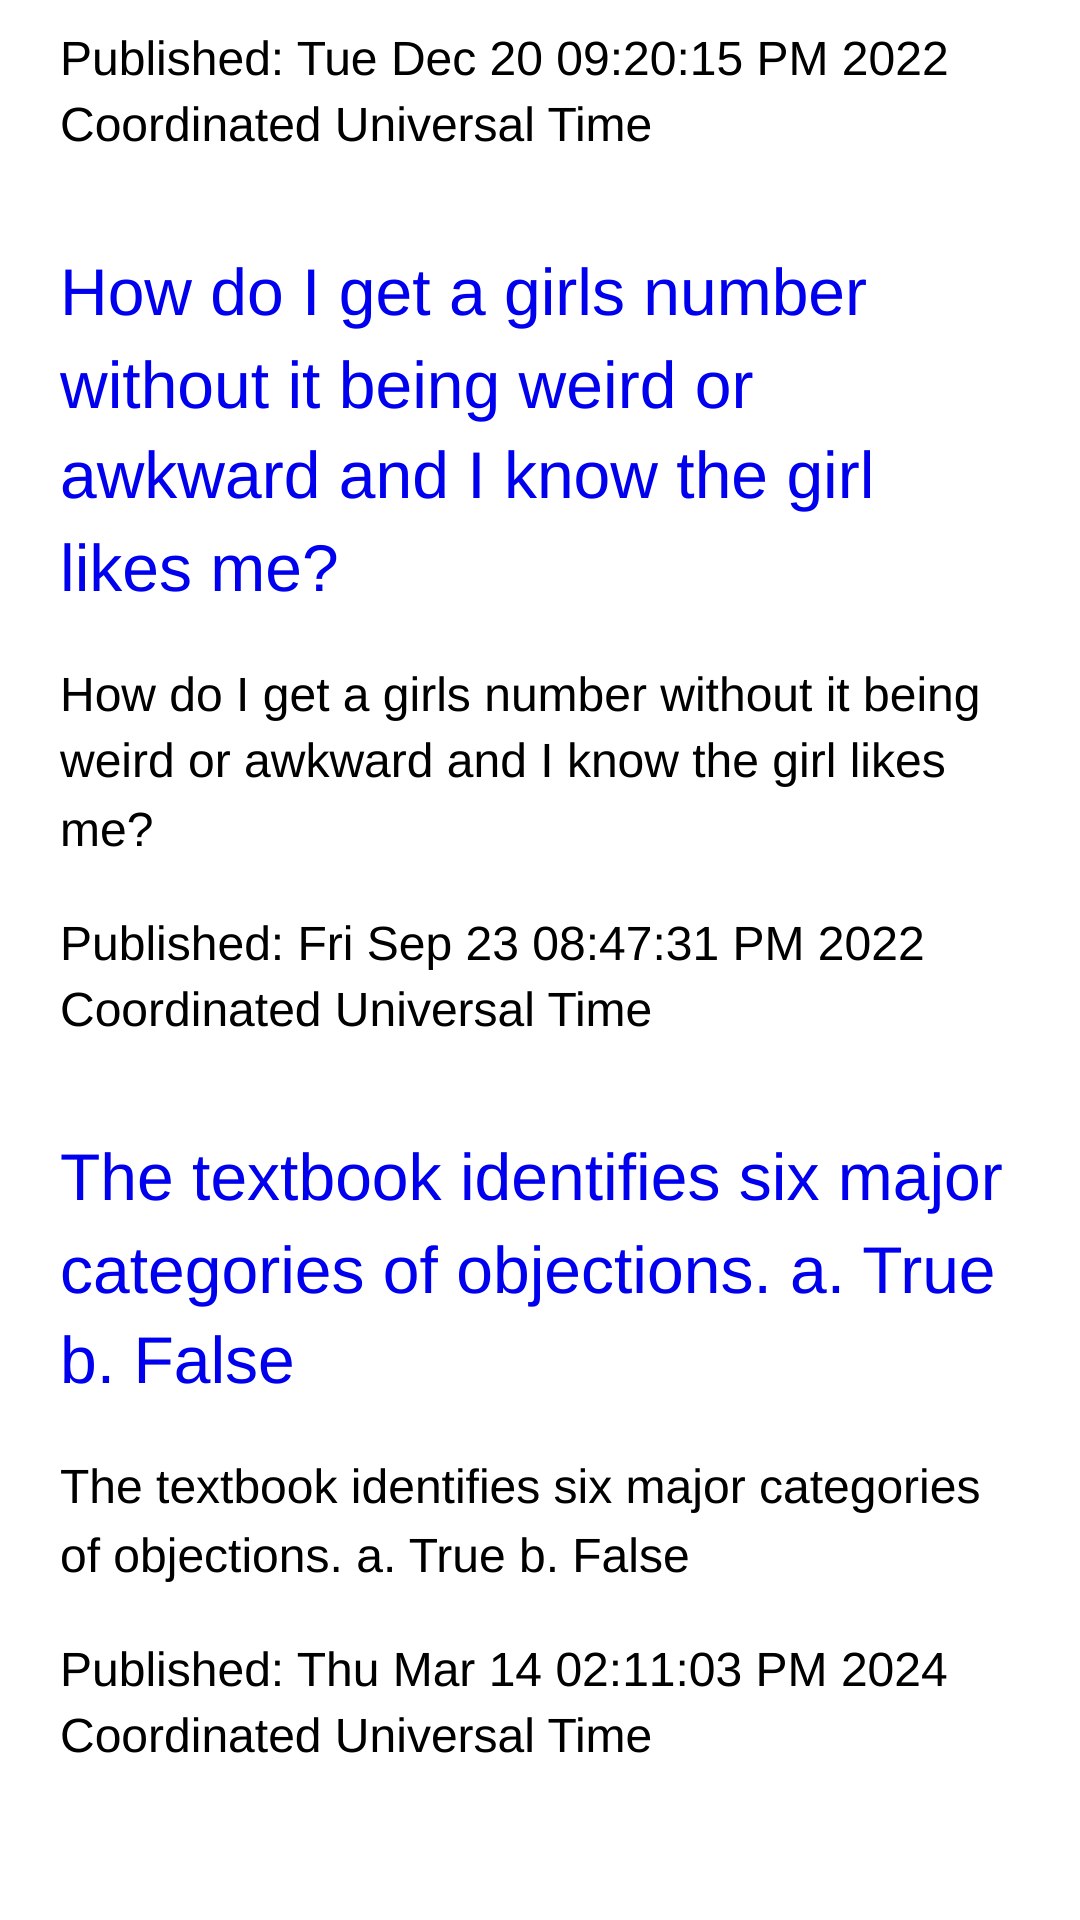 Published: Tue Dec 20 09:20:15 PM 2022
Coordinated Universal Time
How do I get a girls number
without it being weird or
awkward and I know the girl
likes me?
How do I get a girls number without it being
weird or awkward and I know the girl likes
me?
Published: Fri Sep 23 08:47:31 PM 2022
Coordinated Universal Time
The textbook identifies six major
categories of objections. a. True
b. False
The textbook identifies six major categories
of objections. a. True b. False
Published: Thu Mar 14 02:11:03 PM 2024
Coordinated Universal Time